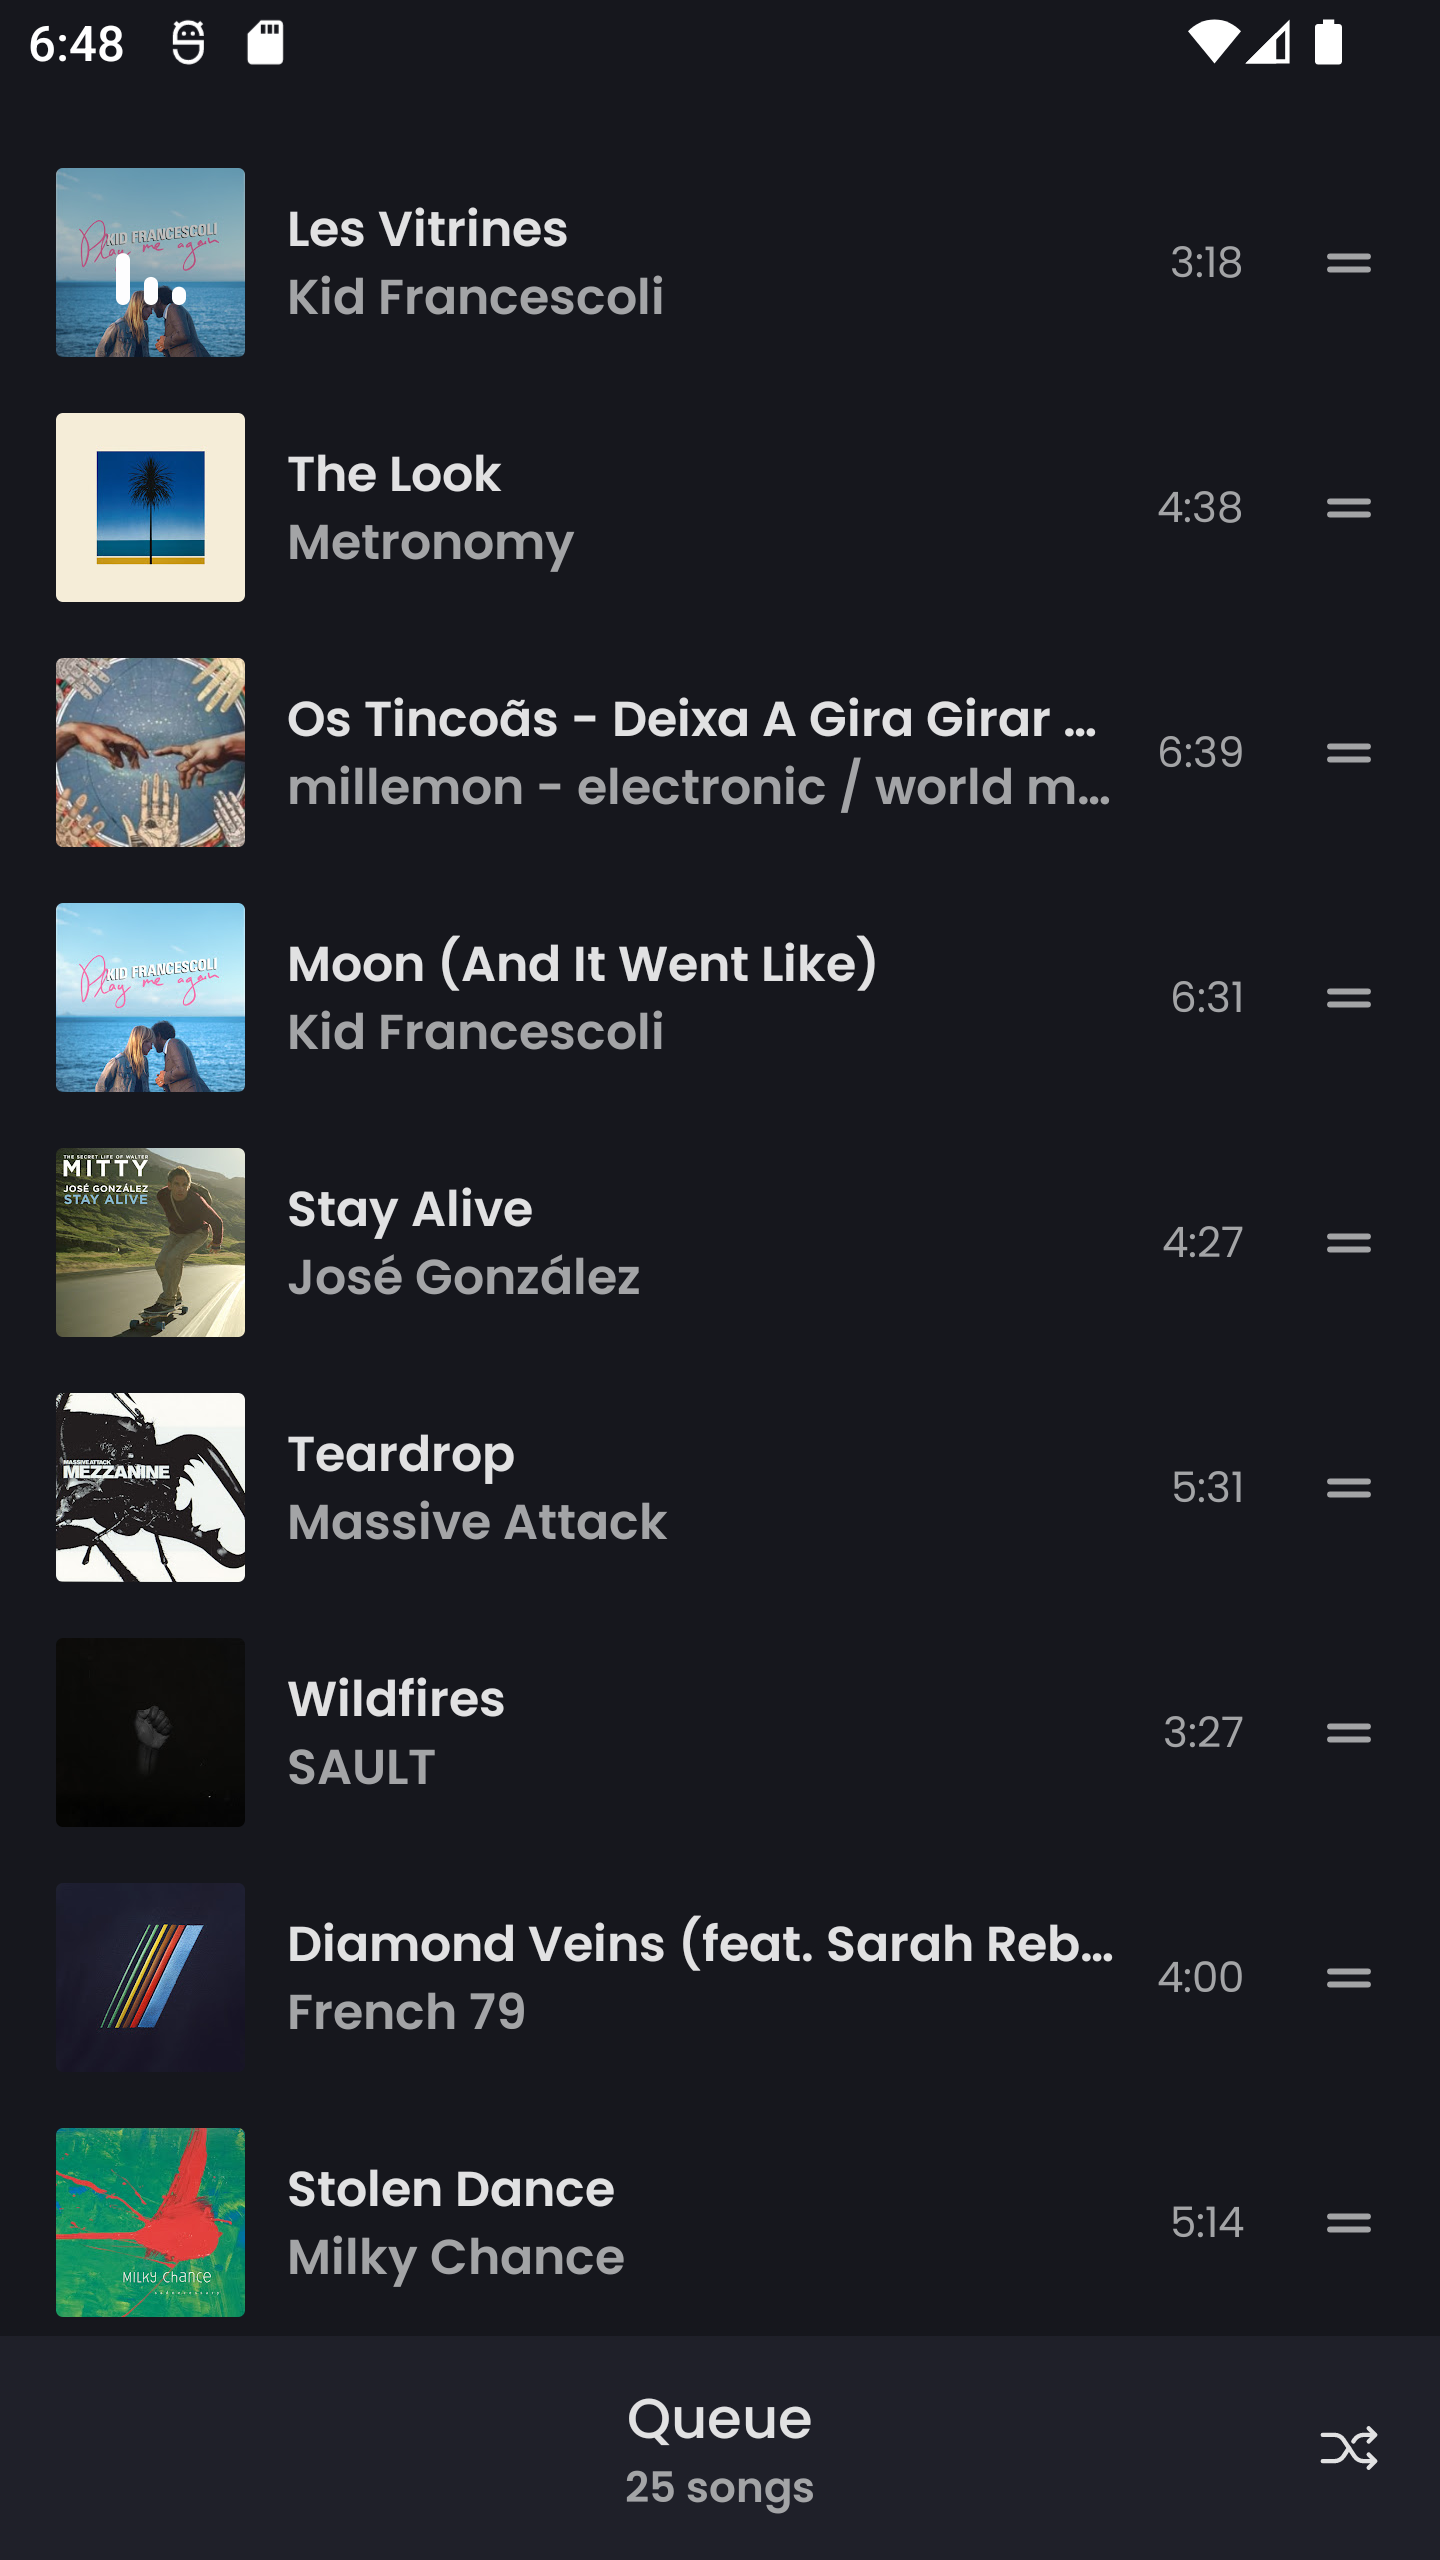 6:48
KID FRANCESCOLI
Play me again
Les Vitrines
Kid Francescoli
3:18
The Look
Metronomy
4:38
Os Tincoãs - Deixa A Gira Girar ...
millemon - electronic / world m...
6:39
KID FRANCESCOLI
Play me again
Moon (And It Went Like)
Kid Francescoli
6:31
THE SECRET LIFE OF WALTER
MITTY
JOSÉ GONZÁLEZ
STAY ALIVE
Stay Alive
José González
4:27
MASSIVE ATTACK
MEZZANINE
Teardrop
Massive Attack
5:31
Wildfires
SAULT
3:27
Diamond Veins (feat. Sarah Reb...
French 79
4:00
MILKY Chance
Stolen Dance
Milky Chance
5:14
Queue
25 songs